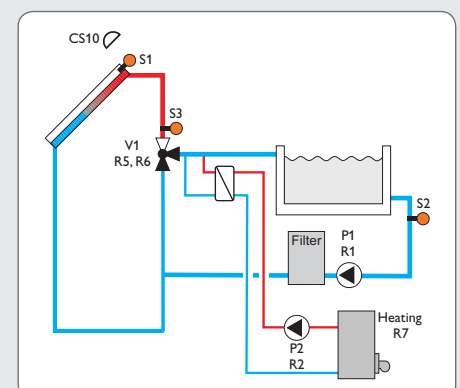 CS10
S1
S3
V1
R5, R6
S2
Filter
P1
R1
Heating
R7
P2
R2